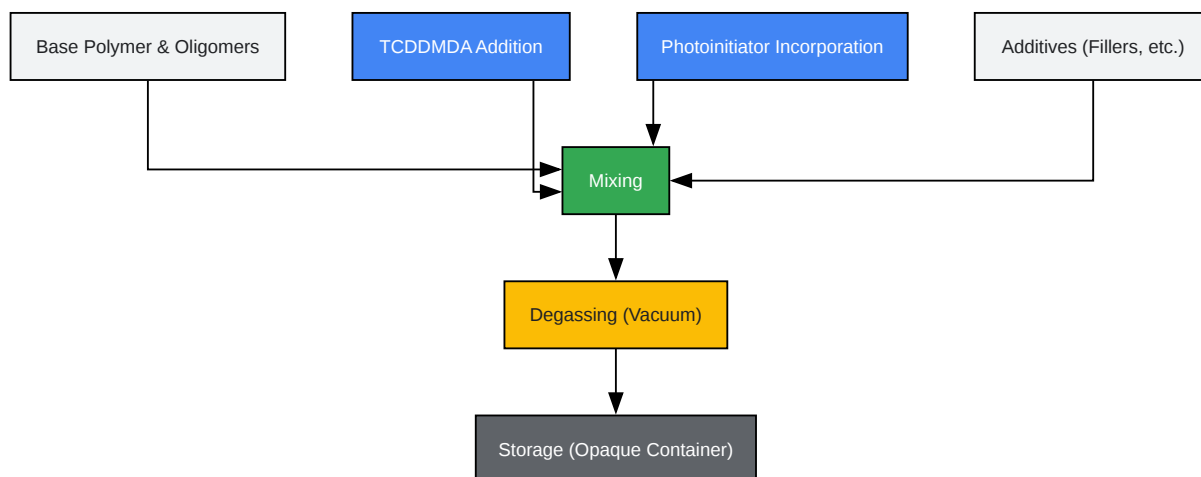 Base Polymer & Oligomers
TCDDMDA Addition
Photoinitiator Incorporation
Additives (Fillers, etc.)
Mixing
Degassing (Vacuum)
Storage (Opaque Container)